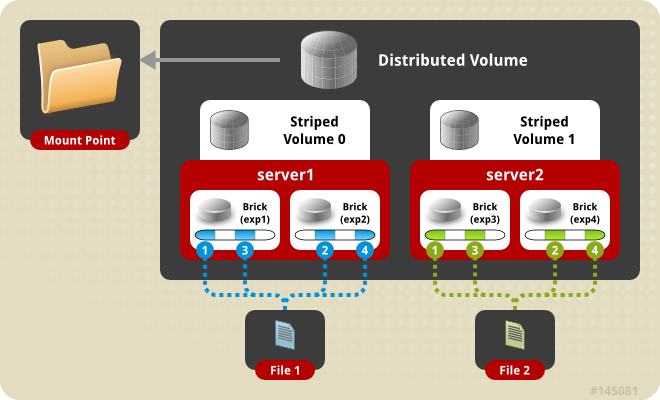 Distributed Volume
Mount Point
Striped
Volume 0
Striped
Volume 1
server1
server2
Brick
(exp1)
Brick
(exp2)
Brick
(exp3)
Brick
(exp4)
1
3
2
4
1
3
2
4
File 1
File 2
#145081